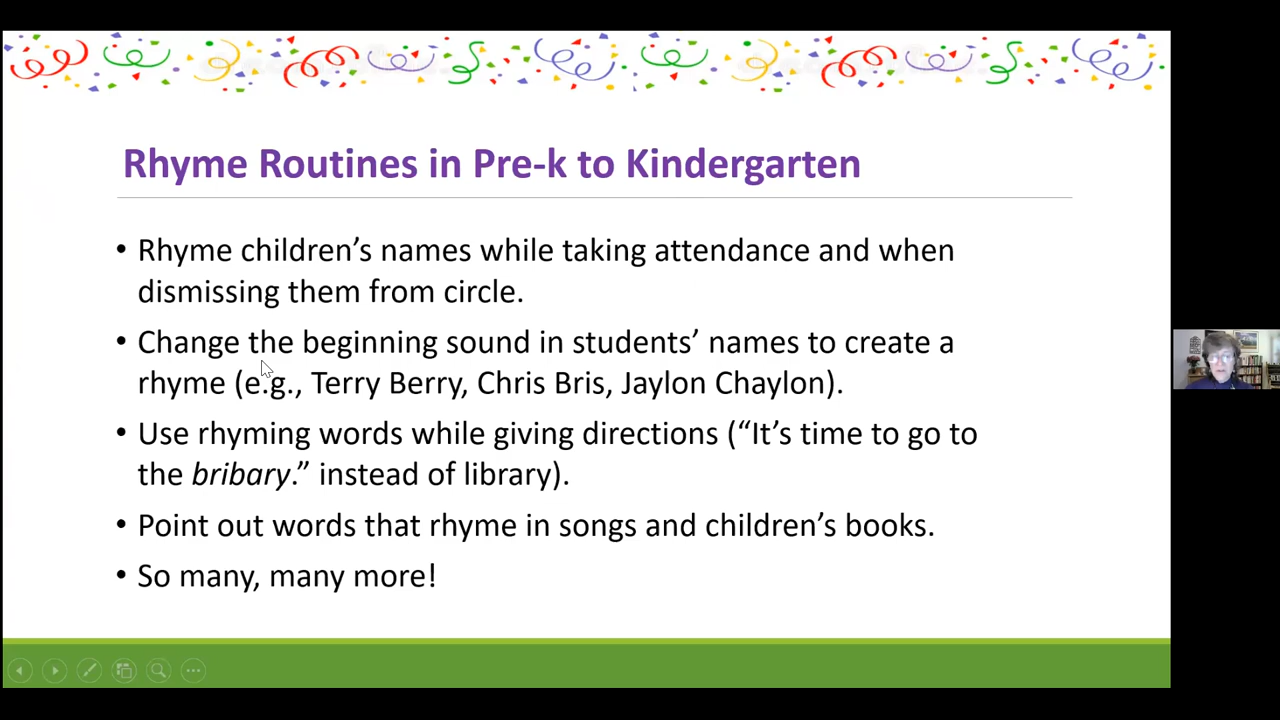 Rhyme Routines in Pre-k to Kindergarten
• Rhyme children’s names while taking attendance and when
dismissing them from circle.
• Change the beginning sound in students’ names to create a
rhyme (e.g., Terry Berry, Chris Bris, Jaylon Chaylon).
• Use rhyming words while giving directions (“It’s time to go to
the bribary.” instead of library).
• Point out words that rhyme in songs and children’s books.
• So many, many more!